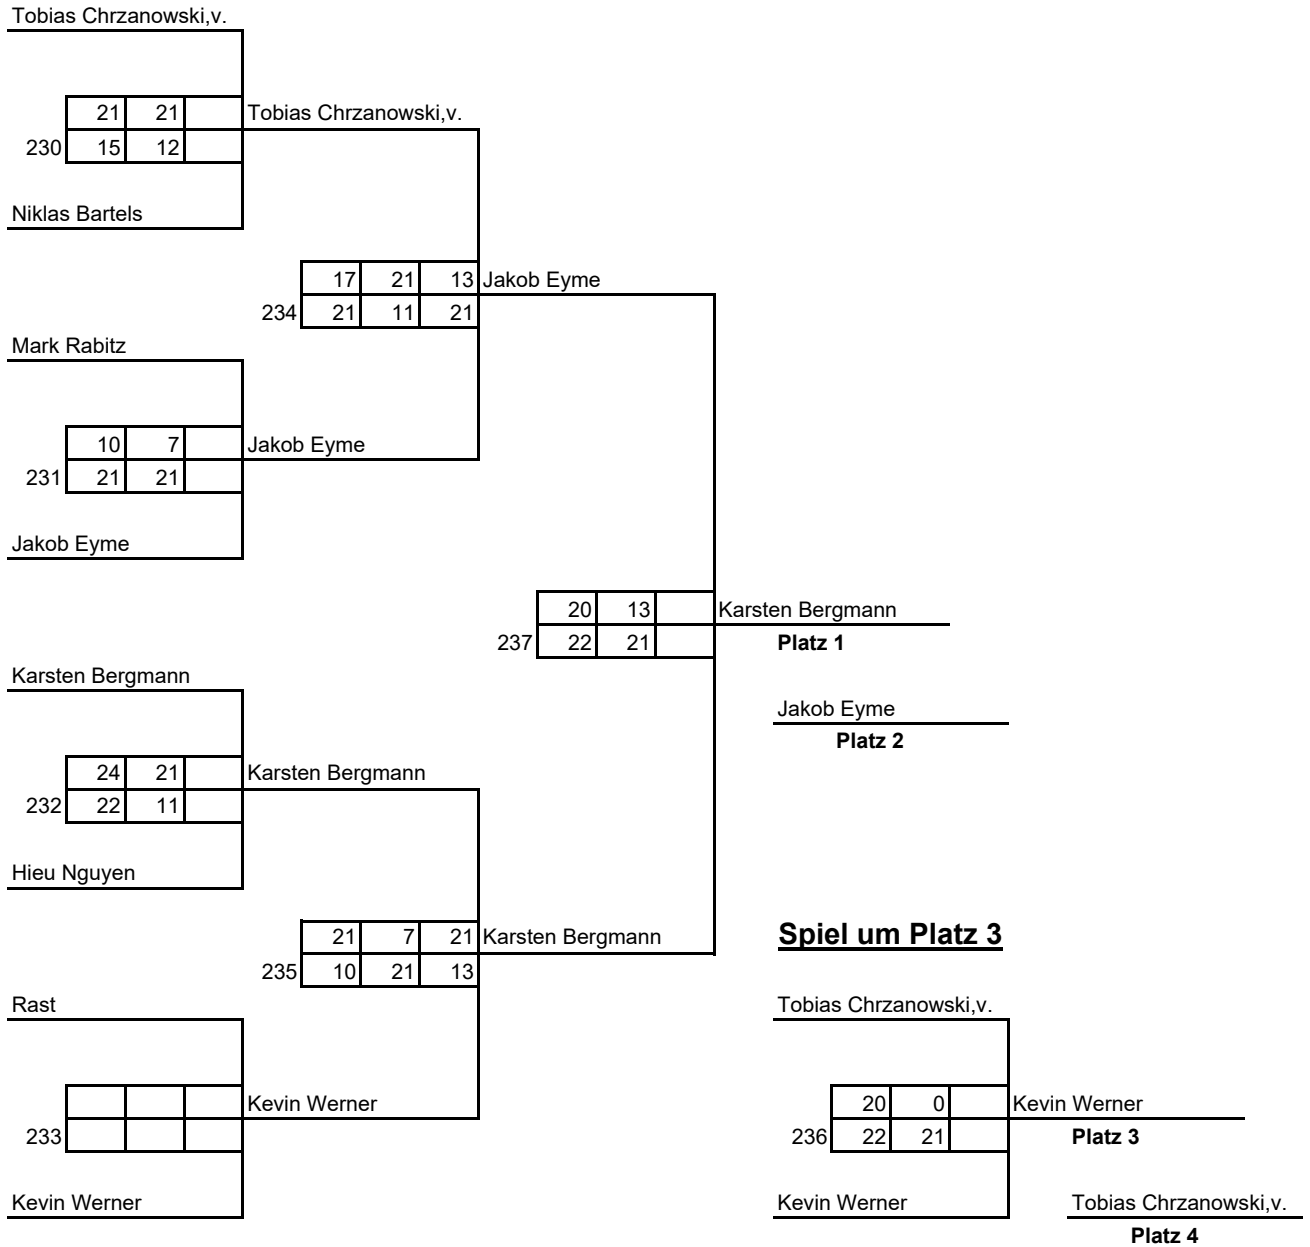 Tobias Chrzanowski,v.
21 21 Tobias Chrzanowski,v.
230 15 12
Niklas Bartels
17 21 13 Jakob Eyme
234 21 11 21
Mark Rabitz
10 7 Jakob Eyme
231 21 21
Jakob Eyme
20 13 Karsten Bergmann
237 22 21 Platz 1
Karsten Bergmann
Jakob Eyme
Platz 2
24 21 Karsten Bergmann
232 22 11
Hieu Nguyen
21 7 21 Karsten Bergmann Spiel um Platz 3
235 10 21 13
Rast Tobias Chrzanowski,v.
Kevin Werner 20 0 Kevin Werner
233 236 22 21 Platz 3
Kevin Werner Kevin Werner Tobias Chrzanowski,v.
Platz 4